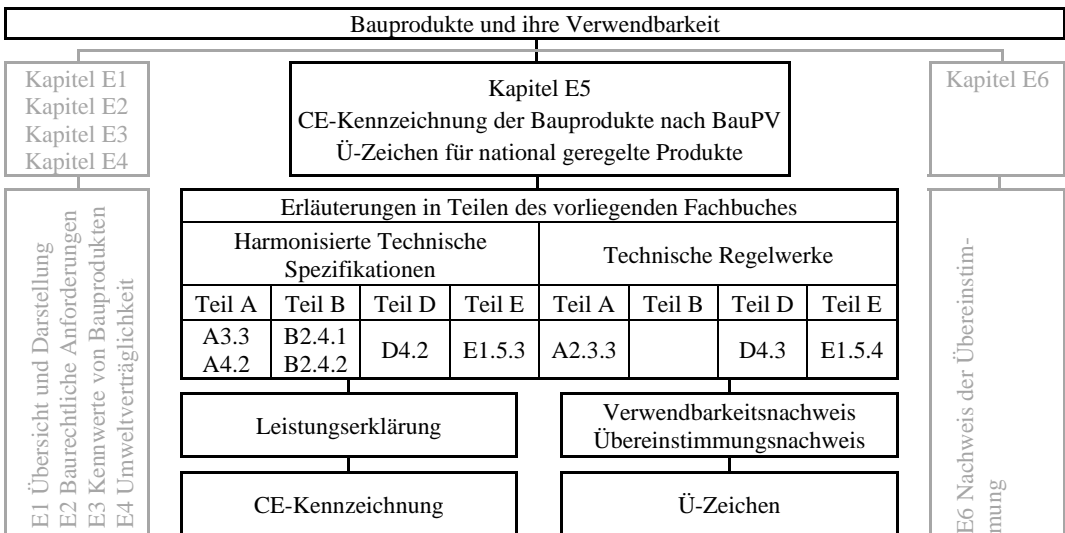 Bauprodukte und ihre Verwendbarkeit
Kapitel E1
Kapitel E2
Kapitel E3
Kapitel E4
Kapitel E5
CE-Kennzeichnung der Bauprodukte nach BauPV
Ü-Zeichen für national geregelte Produkte
Kapitel E6
E1 Übersicht und Darstellung
E2 Baurechtliche Anforderungen
E3 Kennwerte von Bauprodukten
E4 Umweltverträglichkeit
Erläuterungen in Teilen des vorliegenden Fachbuches
Harmonisierte Technische
Spezifikationen
Technische Regelwerke
Teil A Teil B Teil D Teil E Teil A Teil B Teil D Teil E
A3.3 B2.4.1
A4.2 B2.4.2
D4.2 E1.5.3 A2.3.3 D4.3 E1.5.4
Leistungserklärung
Verwendbarkeitsnachweis
Übereinstimmungsnachweis
CE-Kennzeichnung
Ü-Zeichen
E6 Nachweis der Übereinstim-
mung